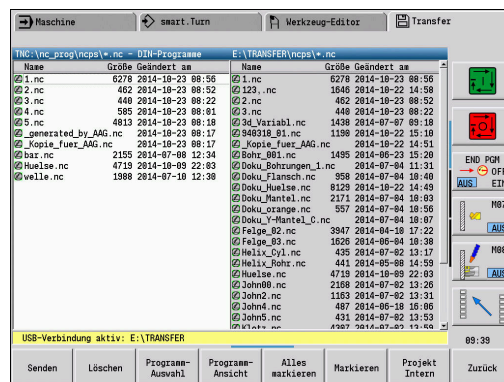 Maschine
smart.Turn
Werkzeug-Editor
Transfer
TNC:\nc_prog\ncps\*.nc - DIN-Programme
E:\TRANSFER\ncps\*.nc
Name Größe Geändert am
1.nc 6278 2014-10-23 08:56
2.nc 462 2014-10-23 08:52
3.nc 440 2014-10-23 08:22
4.nc 585 2014-10-23 08:01
5.nc 4813 2014-10-23 08:18
_generated_by_AAG.nc 2014-10-23 08:17
_Kopie_fuer_AAG.nc 2014-10-23 08:17
bar.nc 2155 2014-07-08 12:34
Huelse.nc 4719 2014-10-09 22:03
welle.nc 1988 2014-07-10 12:30
Name Größe Geändert am
1.nc 6278 2014-10-23 08:56
123,.nc 1646 2014-10-22 14:58
2.nc 462 2014-10-23 08:52
3.nc 440 2014-10-23 08:22
3d_Variabl.nc 1438 2014-07-07 09:18
940318_01.nc 1190 2014-10-22 15:10
_Kopie_fuer_AAG.nc 2014-10-22 14:51
Bohr_001.nc 1495 2014-06-23 15:20
Doku_Bohrungen_1.nc 2014-07-04 11:31
Doku_Flansch.nc 958 2014-07-04 10:40
Doku_Huelse.nc 8129 2014-10-22 14:49
Doku_Mantel.nc 2171 2014-07-04 10:03
Doku_orange.nc 557 2014-07-04 10:56
Doku_Y-Mantel_C.nc 2014-07-04 10:07
Felge_02.nc 3947 2014-04-10 17:22
Felge_03.nc 1626 2014-06-04 10:38
Helix_Cyl.nc 435 2014-07-02 13:17
Helix_Rohr.nc 441 2014-05-08 14:59
Huelse.nc 4719 2014-10-09 22:03
John00.nc 2168 2014-07-02 13:26
John2.nc 1163 2014-07-02 13:31
John4.nc 487 2014-06-18 16:06
John5.nc 431 2014-07-02 13:53
Klotz.nc 4307 2014-07-02 13:59
USB-Verbindung aktiv: E:\TRANSFER
END PGM
OFF
AUS EIN
M07
AUS
M08
AUS
09:39
Senden
Löschen
Programm-Auswahl
Programm-Ansicht
Alles markieren
Markieren
Projekt Intern
Zurück